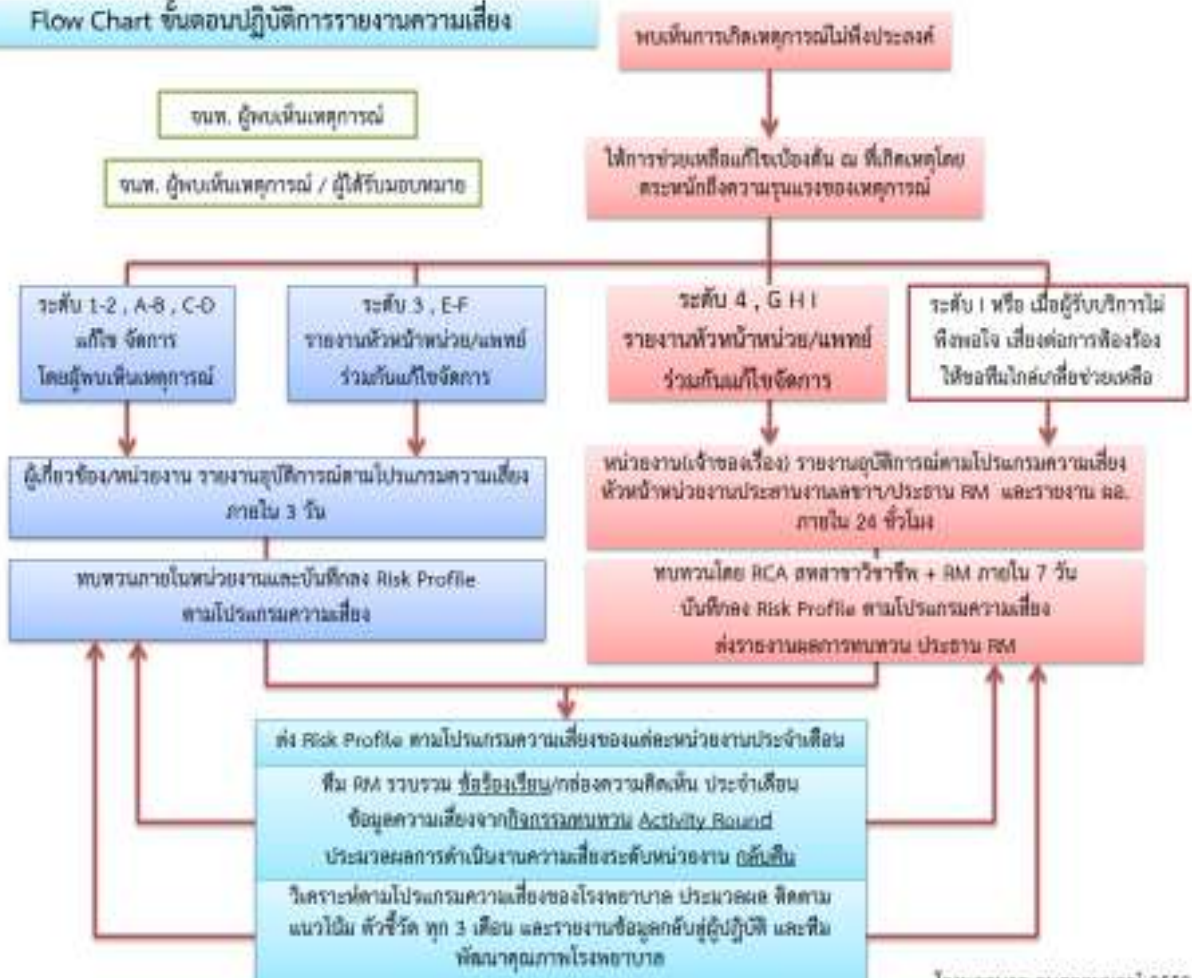 Flow Chart ขั้นตอนปฏิบัติการรายงานความเสี่ยง
พบเห็นการเกิดเหตุการณ์ไม่พึงประสงค์
จนท. ผู้พบเห็นเหตุการณ์
ให้การช่วยเหลือแก้ไขเบื้องต้น ณ ที่เกิดเหตุโดย
ตระหนักถึงความรุนแรงของเหตุการณ์
จนท. ผู้พบเห็นเหตุการณ์ / ผู้ได้รับมอบหมาย
ระดับ 1-2 , A-B , C-D
แก้ไข จัดการ
โดยผู้พบเห็นเหตุการณ์
ระดับ 3 , E-F
รายงานหัวหน้าหน่วย/แพทย์
ร่วมกันแก้ไขจัดการ
ระดับ 4 , G H I
รายงานหัวหน้าหน่วย/แพทย์
ร่วมกันแก้ไขจัดการ
ระดับ I หรือ เมื่อผู้รับบริการไม่
พึงพอใจ เสี่ยงต่อการฟ้องร้อง
ให้ขอทีมไกล่เกลี่ยช่วยเหลือ
ผู้เกี่ยวข้อง/หน่วยงาน รายงานอุบัติการณ์ตามโปรแกรมความเสี่ยง
ภายใน 3 วัน
หน่วยงาน(เจ้าของเรื่อง) รายงานอุบัติการณ์ตามโปรแกรมความเสี่ยง
หัวหน้าหน่วยงานประสานงานเลขาฯ/ประธาน RM และรายงาน ผอ.
ภายใน 24 ชั่วโมง
ทบทวนภายในหน่วยงานและบันทึกลง Risk Profile
ตามโปรแกรมความเสี่ยง
ทบทวนโดย RCA สหสาขาวิชาชีพ + RM ภายใน 7 วัน
บันทึกลง Risk Profile ตามโปรแกรมความเสี่ยง
ส่งรายงานผลการทบทวน ประธาน RM
ส่ง Risk Profile ตามโปรแกรมความเสี่ยงของแต่ละหน่วยงานประจำเดือน
ทีม RM รวบรวม ข้อร้องเรียน/กล่องความคิดเห็น ประจำเดือน
ข้อมูลความเสี่ยงจากกิจกรรมทบทวน Activity Round
ประมวลผลการดำเนินงานความเสี่ยงระดับหน่วยงาน กลับคืน
วิเคราะห์ตามโปรแกรมความเสี่ยงของโรงพยาบาล ประมวลผล ติดตาม
แนวโน้ม ตัวชี้วัด ทุก 3 เดือน และรายงานข้อมูลกลับสู่ผู้ปฏิบัติ และทีม
พัฒนาคุณภาพโรงพยาบาล